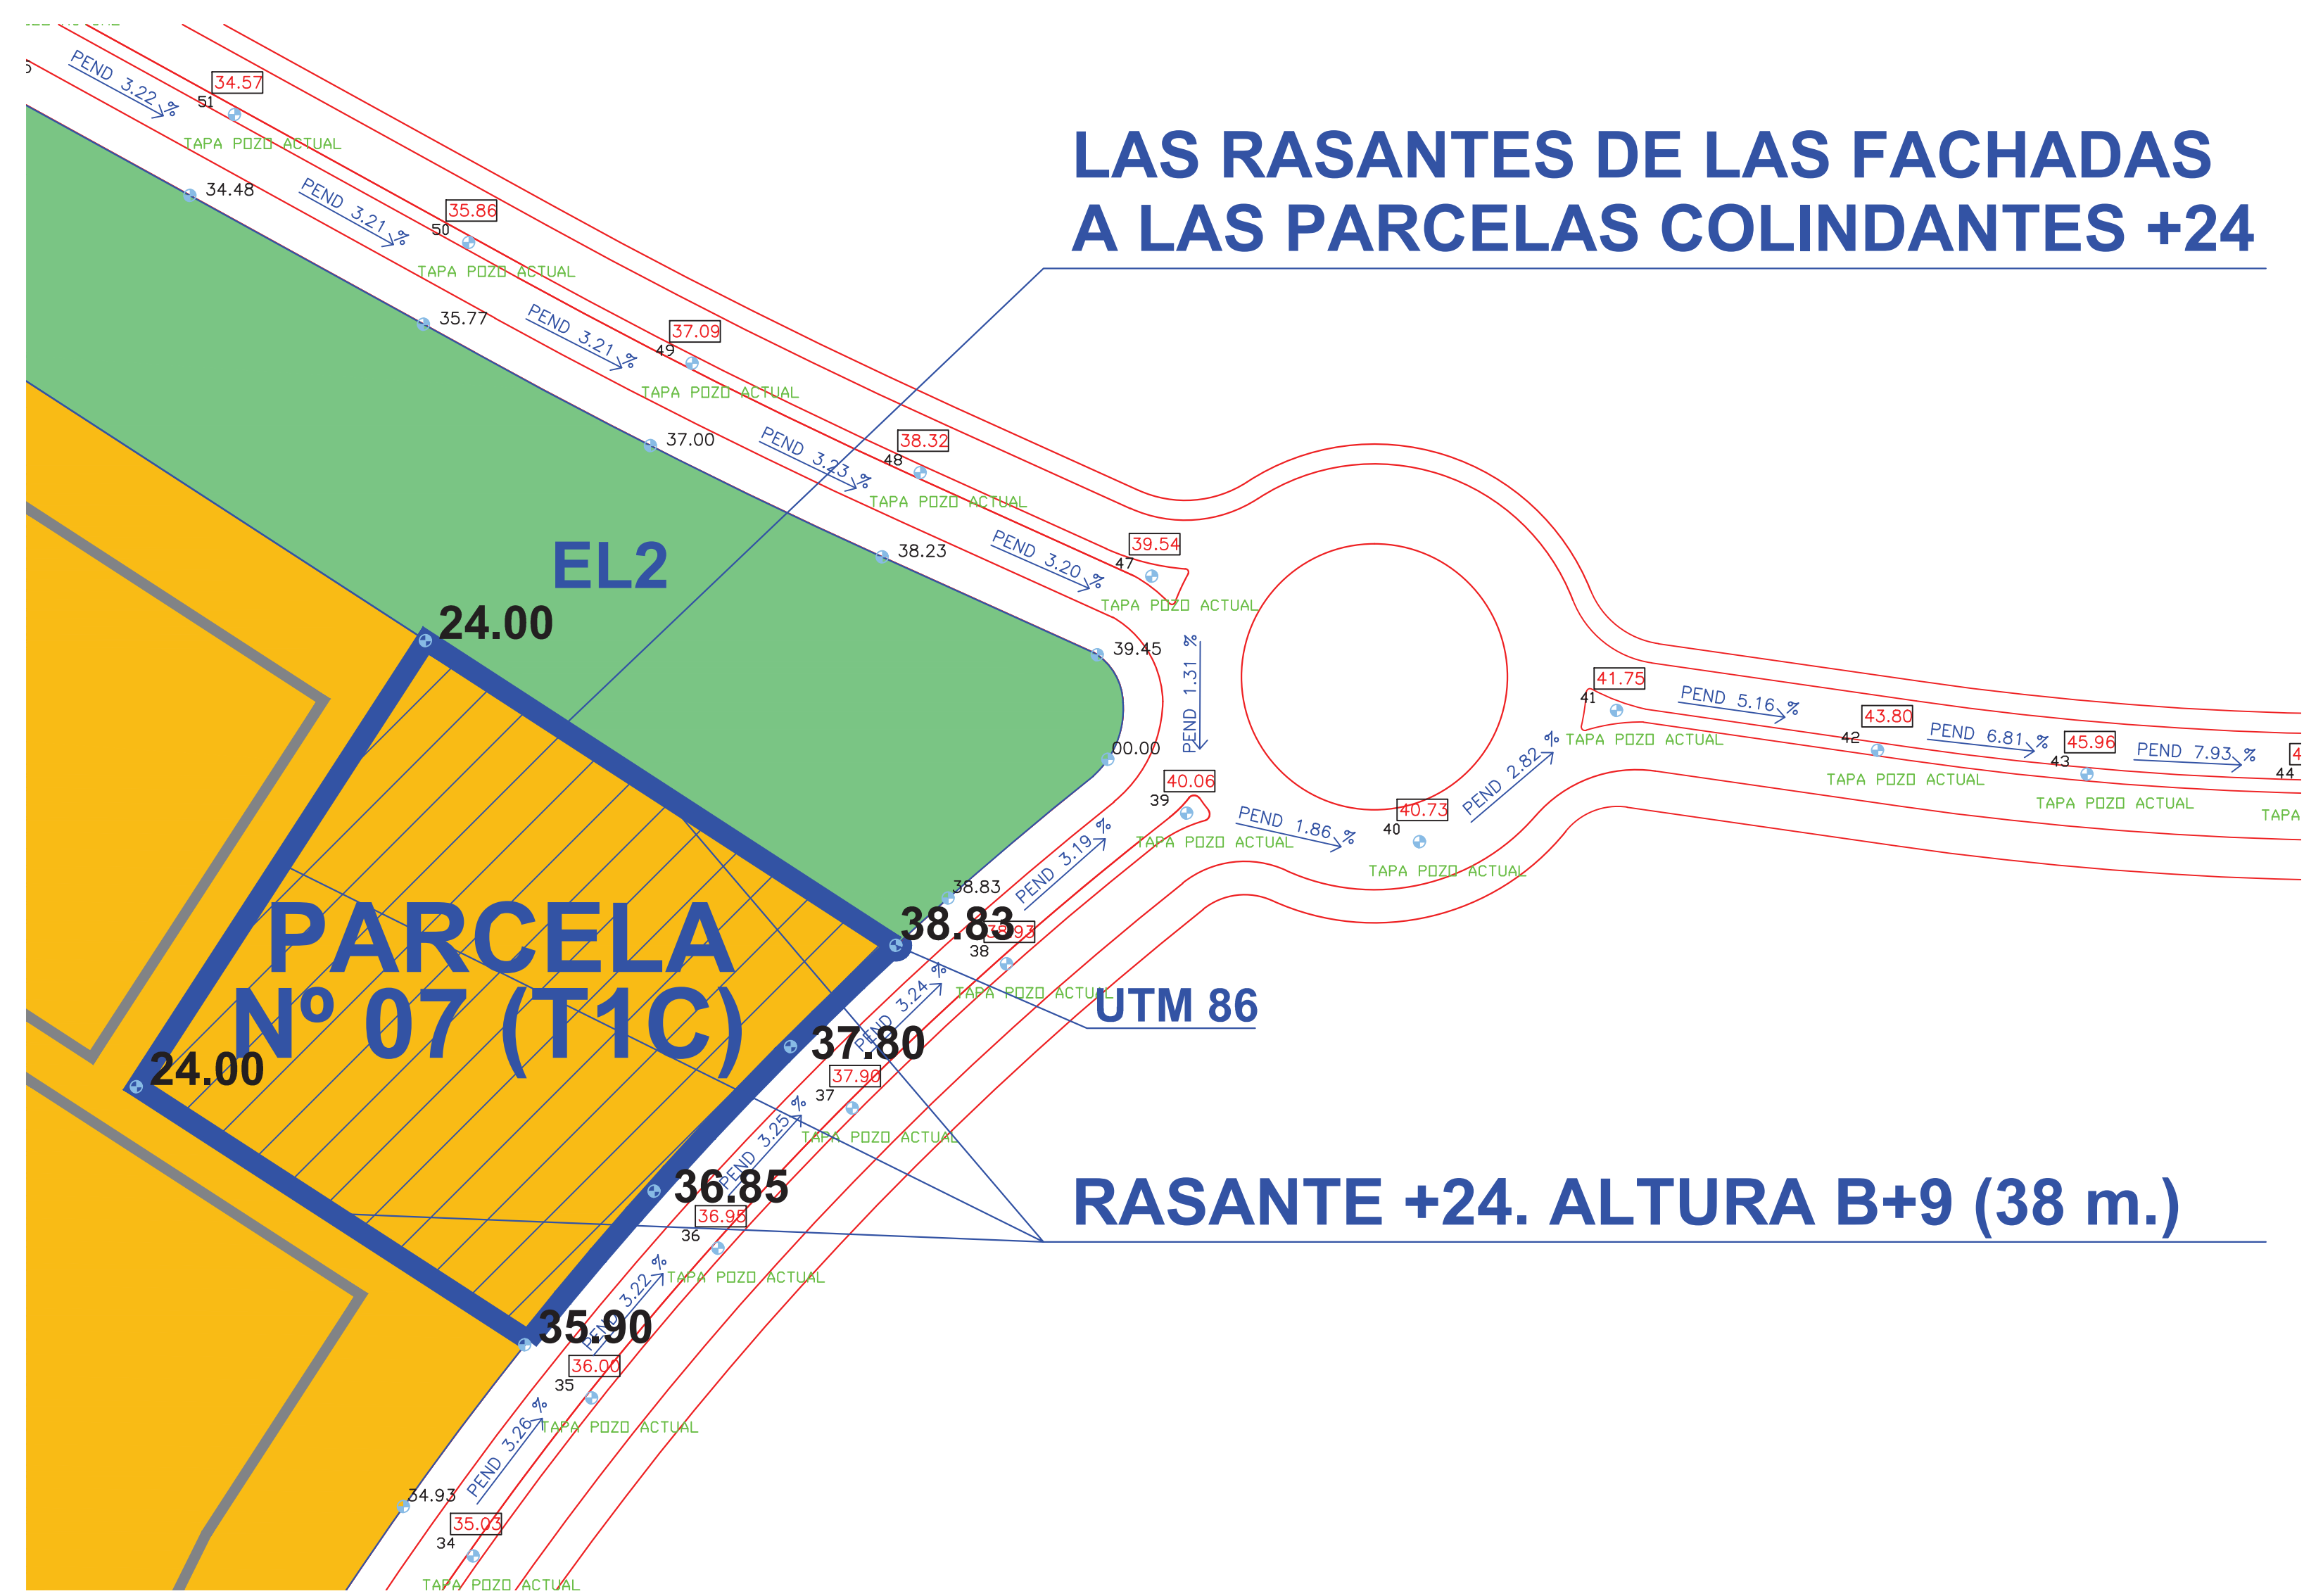 PEND 3.22 %
34.57
51
TAPA POZO ACTUAL
34.48
PEND 3.21 %
35.86
50
TAPA POZO ACTUAL
35.77
PEND 3.21 %
37.09
49
TAPA POZO ACTUAL
37.00
PEND 3.23 %
38.32
48
TAPA POZO ACTUAL
38.23
PEND 3.20 %
39.54
47
TAPA POZO ACTUAL
39.45
LAS RASANTES DE LAS FACHADAS
A LAS PARCELAS COLINDANTES +24
EL2
24.00
PEND 1.31 %
00.00
40.06
39
TAPA POZO ACTUAL
PEND 1.86 %
40.73
40
TAPA POZO ACTUAL
PEND 2.82 %
41.75
41
TAPA POZO ACTUAL
PEND 5.16 %
43.80
42
TAPA POZO ACTUAL
PEND 6.81 %
45.96
43
TAPA POZO ACTUAL
PEND 7.93 %
44
TAPA
PEND 3.19 %
38.83
38.83
38.93
38
TAPA POZO ACTUAL
UTM 86
PARCELA
Nº 07 (T1C)
24.00
PEND 3.24 %
37.80
37.90
37
TAPA POZO ACTUAL
PEND 3.25 %
36.85
36.95
36
TAPA POZO ACTUAL
RASANTE +24. ALTURA B+9 (38 m.)
PEND 3.22 %
35.90
36.00
35
TAPA POZO ACTUAL
PEND 3.26 %
34.93
35.03
34
TAPA POZO ACTUAL